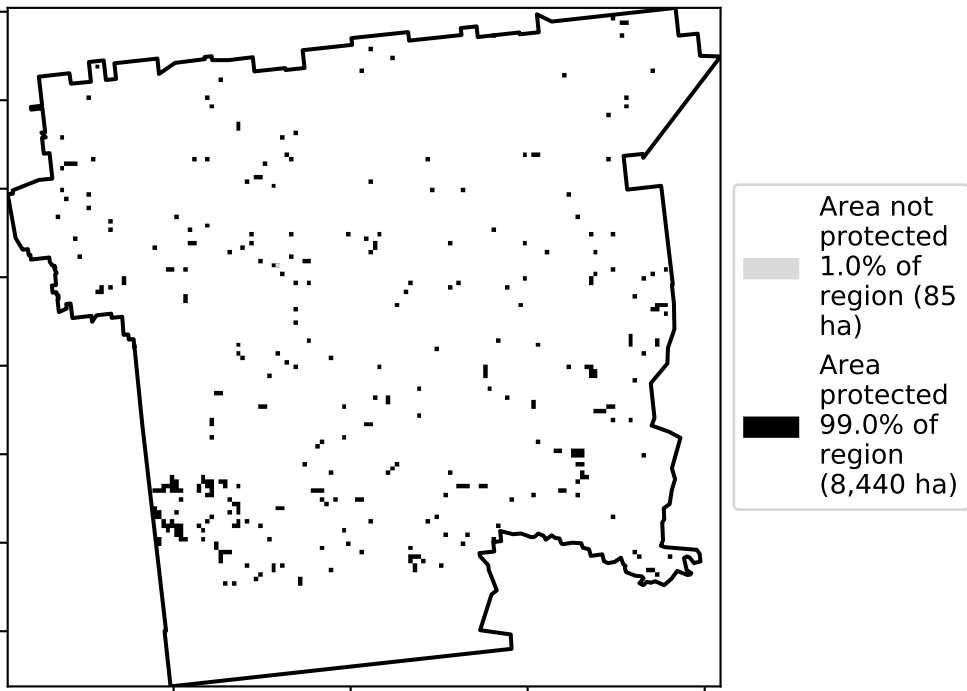 Area not
protected
1.0% of
region (85
ha)
Area
protected
99.0% of
region
(8,440 ha)